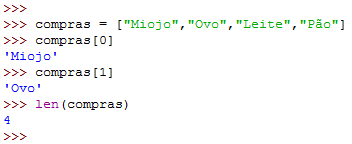 >>>
>>> compras = ["Miojo","Ovo","Leite","Pão"]
>>> compras[0]
'Miojo'
>>> compras[1]
'Ovo'
>>> len(compras)
4
>>>